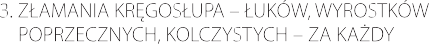 3. ZŁAMANIA KRĘGOSŁUPA – ŁUKÓW, WYROSTKÓW
POPRZECZNYCH, KOLCZYSTYCH – ZA KAŻDY